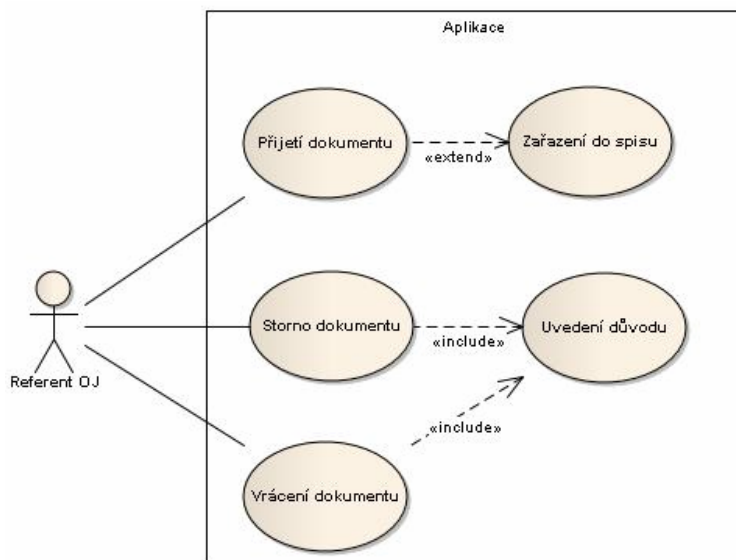 Aplikace
Přijetí dokumentu
«extend»
Zařazení do spisu
Storno dokumentu
«include»
Uvedení důvodu
Referent OJ
«include»
Vrácení dokumentu